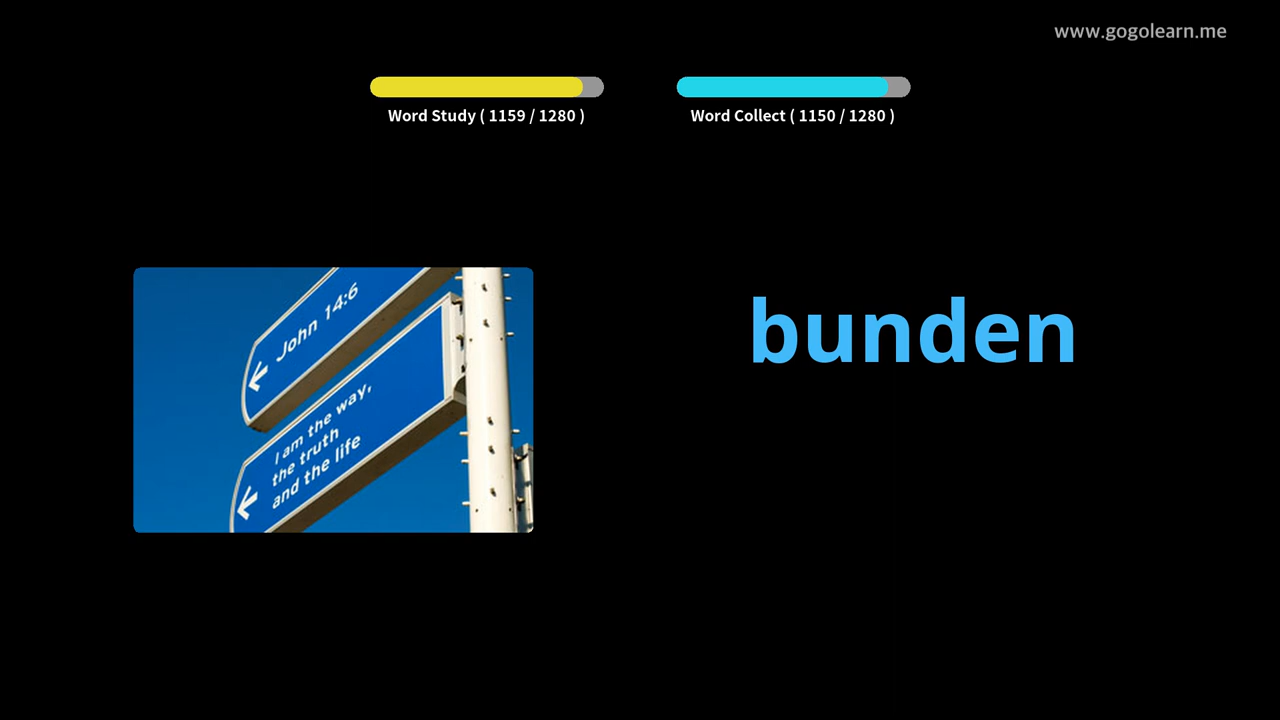 www.gogolearn.me
Word Study ( 1159 / 1280 )
Word Collect ( 1150 / 1280 )
John 14:6
I am the way,
the truth
and the life
bunden